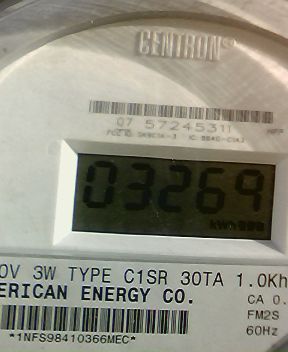 CENTRON®
07 57245311
03269
0V 3W TYPE C1SR 30TA 1.0Kh
ERICAN ENERGY CO.
CA 0.
FM2S
60Hz
*1NFS98410366MEC*